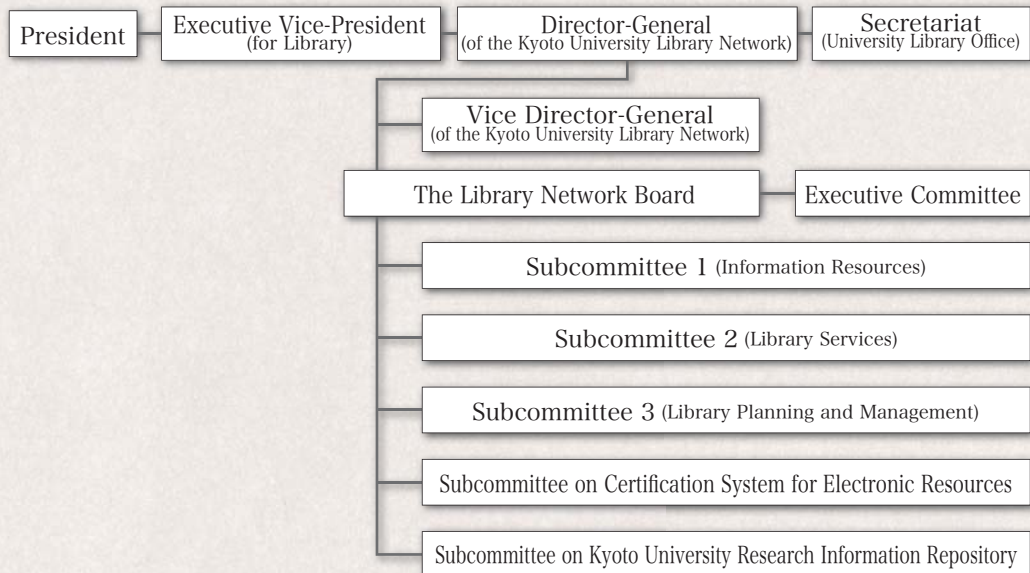 President
Executive Vice-President
(for Library)
Director-General
(of the Kyoto University Library Network)
Secretariat
(University Library Office)
Vice Director-General
(of the Kyoto University Library Network)
The Library Network Board
Executive Committee
Subcommittee 1 (Information Resources)
Subcommittee 2 (Library Services)
Subcommittee 3 (Library Planning and Management)
Subcommittee on Certification System for Electronic Resources
Subcommittee on Kyoto University Research Information Repository